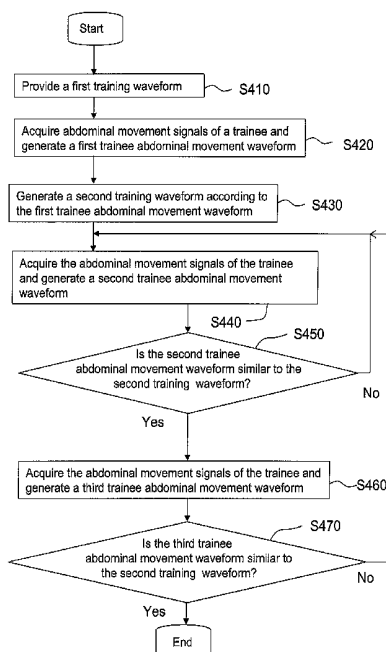 Start
Provide a first training waveform
S410
Acquire abdominal movement signals of a trainee and
generate a first trainee abdominal movement waveform
S420
Generate a second training waveform according to
the first trainee abdominal movement waveform
S430
Acquire the abdominal movement signals of the trainee
and generate a second trainee abdominal movement
waveform
S440
S450
Is the second trainee
abdominal movement waveform similar to the
second training waveform?
No
Yes
Acquire the abdominal movement signals of the trainee and
generate a third trainee abdominal movement waveform
S460
S470
Is the third trainee
abdominal movement waveform similar to
the second training waveform?
No
Yes
End